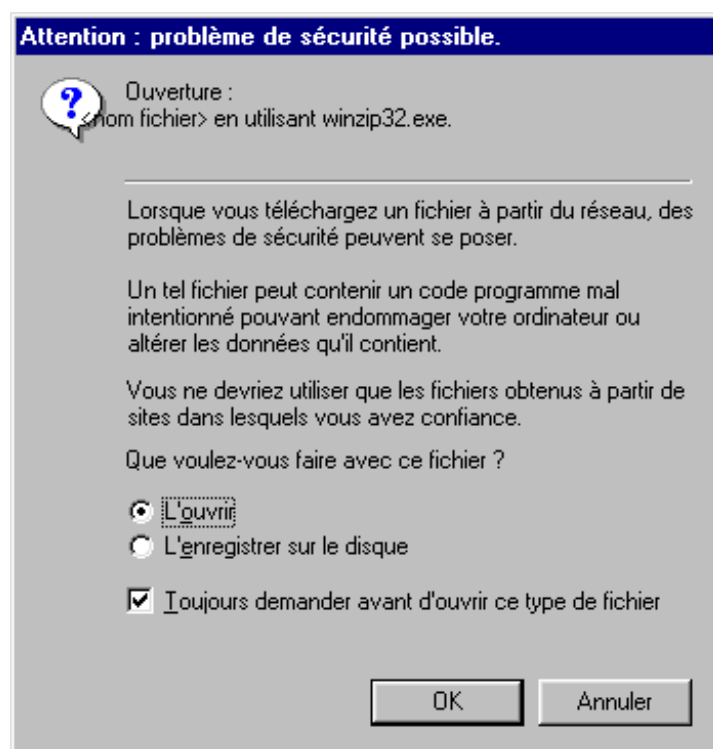 Attention : problème de sécurité possible.
Ouverture :
nom fichier> en utilisant winzip32.exe.
Lorsque vous téléchargez un fichier à partir du réseau, des
problèmes de sécurité peuvent se poser.
Un tel fichier peut contenir un code programme mal
intentionné pouvant endommager votre ordinateur ou
altérer les données qu'il contient.
Vous ne devriez utiliser que les fichiers obtenus à partir de
sites dans lesquels vous avez confiance.
Que voulez-vous faire avec ce fichier ?
L'ouvrir
L'enregistrer sur le disque
Toujours demander avant d'ouvrir ce type de fichier
OK
Annuler